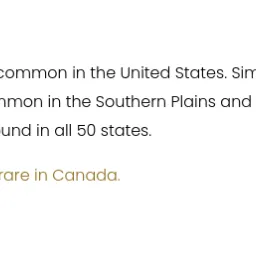 common in the United States. Sim
mmon in the Southern Plains and
und in all 50 states.
rare in Canada.